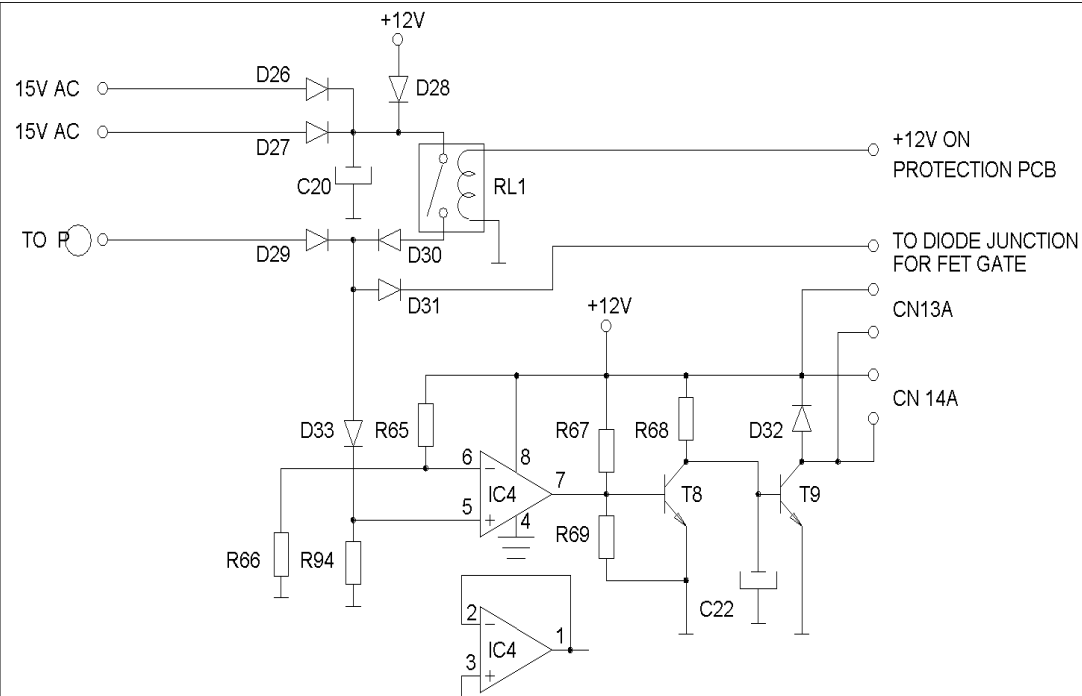 +12V
15V AC
D26
D28
15V AC
D27
C20
RL1
+12V ON
PROTECTION PCB
TO P
D29
D30
TO DIODE JUNCTION
FOR FET GATE
D31
CN13A
+12V
CN 14A
D33
R65
R67
R68
D32
6
8
−
IC4
7
T8
T9
5
+
4
R69
R66
R94
C22
2
−
IC4
1
3
+